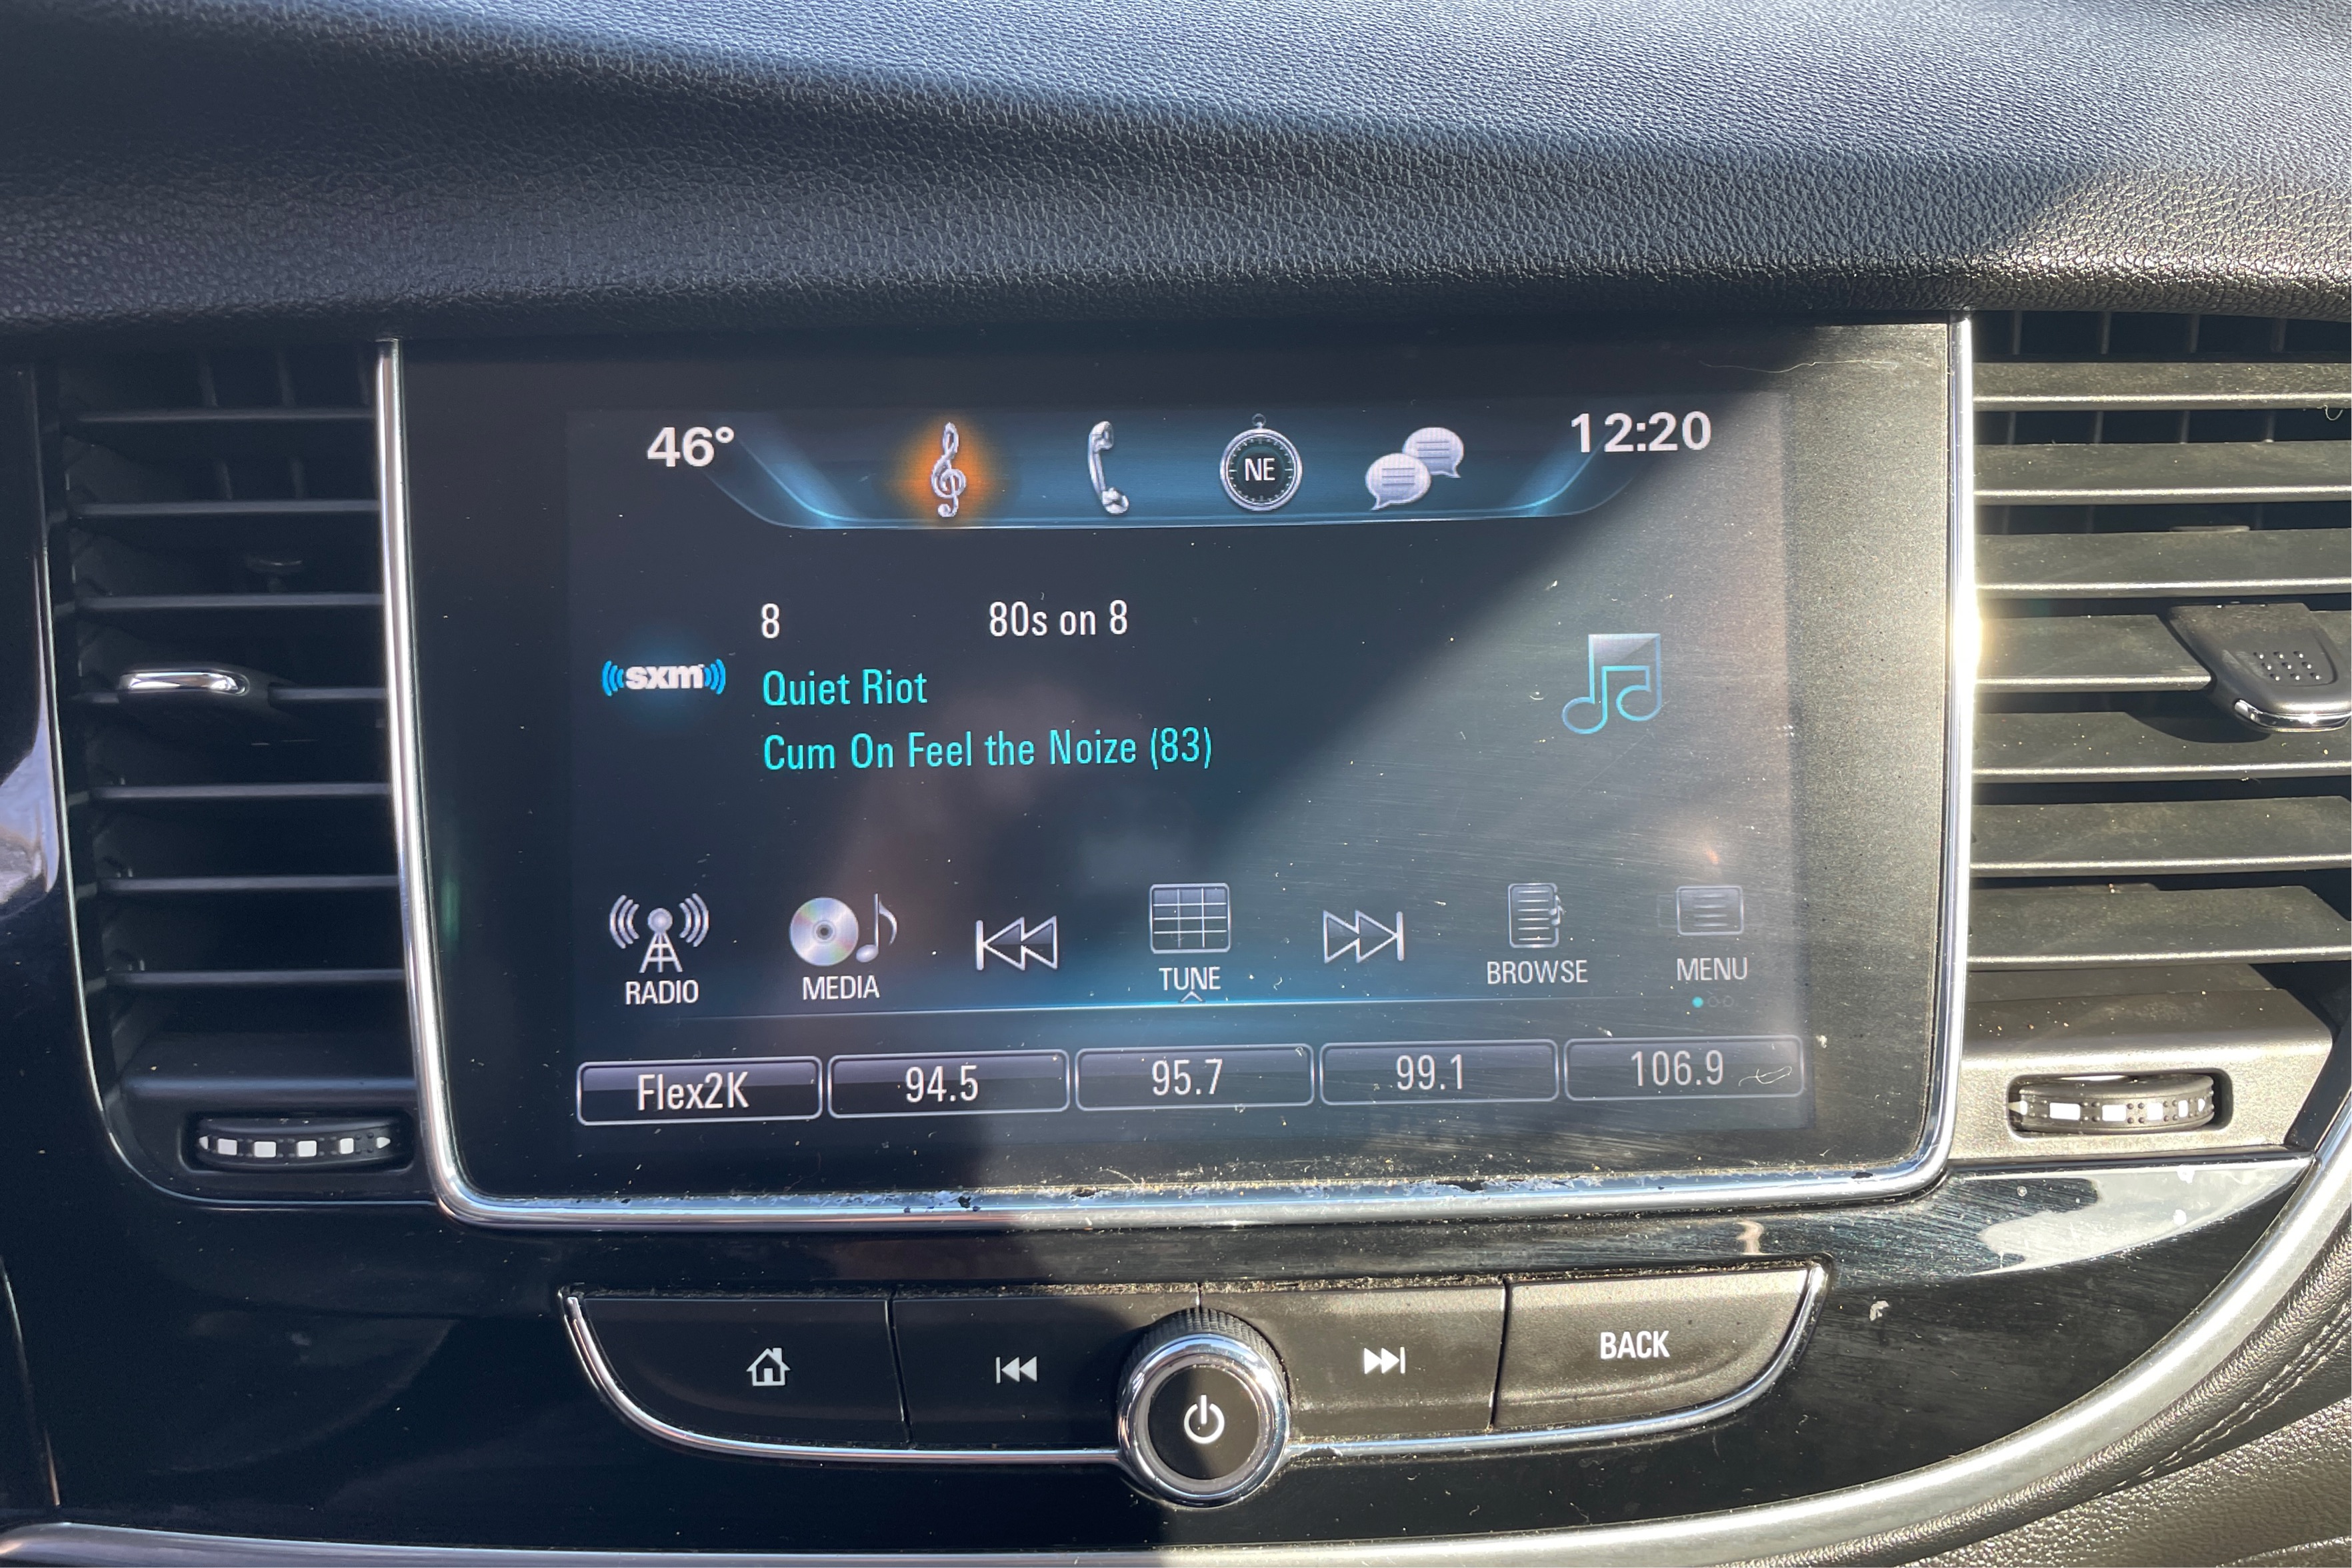 46° NE 12:20
8 80s on 8
sxm
Quiet Riot
Cum On Feel the Noize (83)
RADIO MEDIA TUNE BROWSE MENU
Flex2K 94.5 95.7 99.1 106.9
BACK